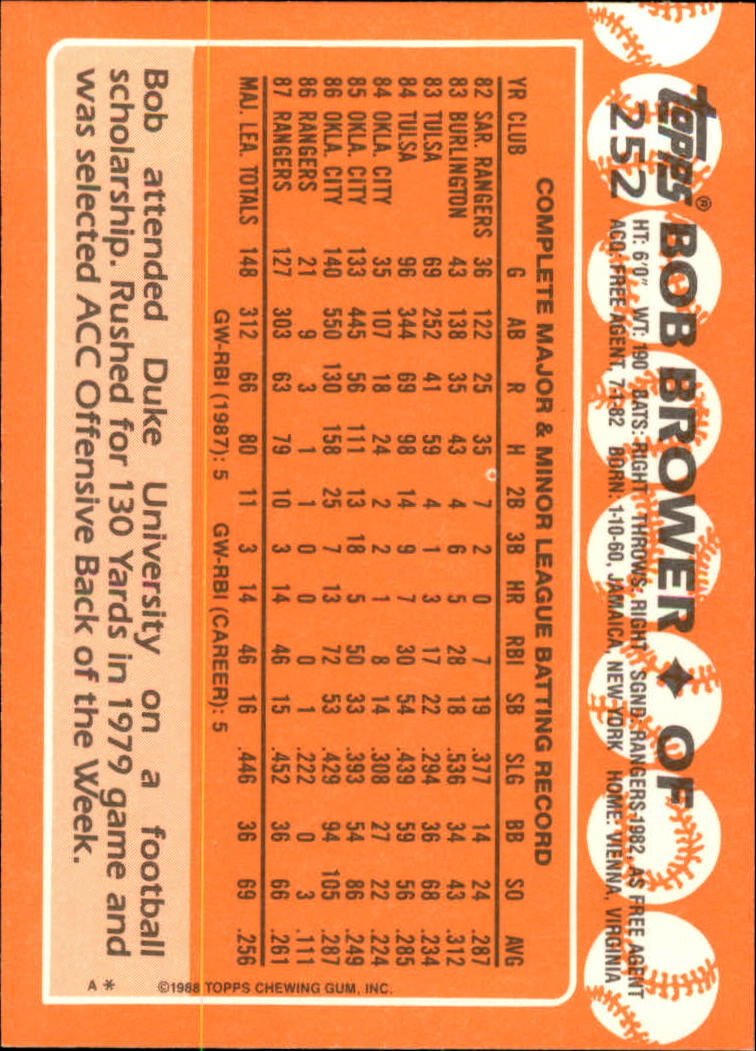 topps®
252
BOB BROWER ♦ OF
HT: 6'0" WT: 190 BATS: RIGHT THROWS: RIGHT SGND: RANGERS-1982, AS FREE AGENT
ACQ: FREE AGENT, 7-1-82 BORN: 1-10-60, JAMAICA, NEW YORK HOME: VIENNA, VIRGINIA
COMPLETE MAJOR & MINOR LEAGUE BATTING RECORD
YR CLUB G AB R H 2B 3B HR RBI SB SLG BB SO AVG
82 SAR. RANGERS 36 122 25 35 7 2 0 7 19 .377 14 24 .287
83 BURLINGTON 43 138 35 43 4 6 5 28 18 .536 34 43 .312
83 TULSA 69 252 41 59 4 1 3 17 22 .294 36 68 .234
84 TULSA 96 344 69 98 14 9 7 30 54 .439 59 56 .285
84 OKLA. CITY 35 107 18 24 2 2 1 8 14 .308 27 22 .224
85 OKLA. CITY 133 445 56 111 13 18 5 50 33 .393 54 86 .249
86 OKLA. CITY 140 550 130 158 25 7 13 72 53 .429 94 105 .287
86 RANGERS 21 9 3 1 1 0 0 0 1 .222 0 3 .111
87 RANGERS 127 303 63 79 10 3 14 46 15 .452 36 66 .261
MAJ. LEA. TOTALS 148 312 66 80 11 3 14 46 16 .446 36 69 .256
GW-RBI (1987): 5 GW-RBI (CAREER): 5
©1988 TOPPS CHEWING GUM, INC.
Bob attended Duke University on a football
scholarship. Rushed for 130 Yards in 1979 game and
was selected ACC Offensive Back of the Week.
A *